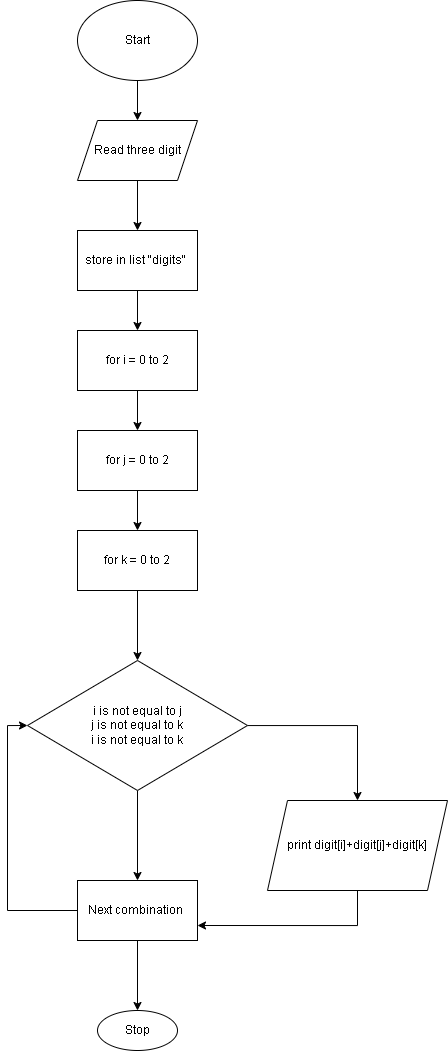 Start
Read three digit
store in list "digits"
for i = 0 to 2
for j = 0 to 2
for k = 0 to 2
i is not equal to j
j is not equal to k
i is not equal to k
print digit[i]+digit[j]+digit[k]
Next combination
Stop